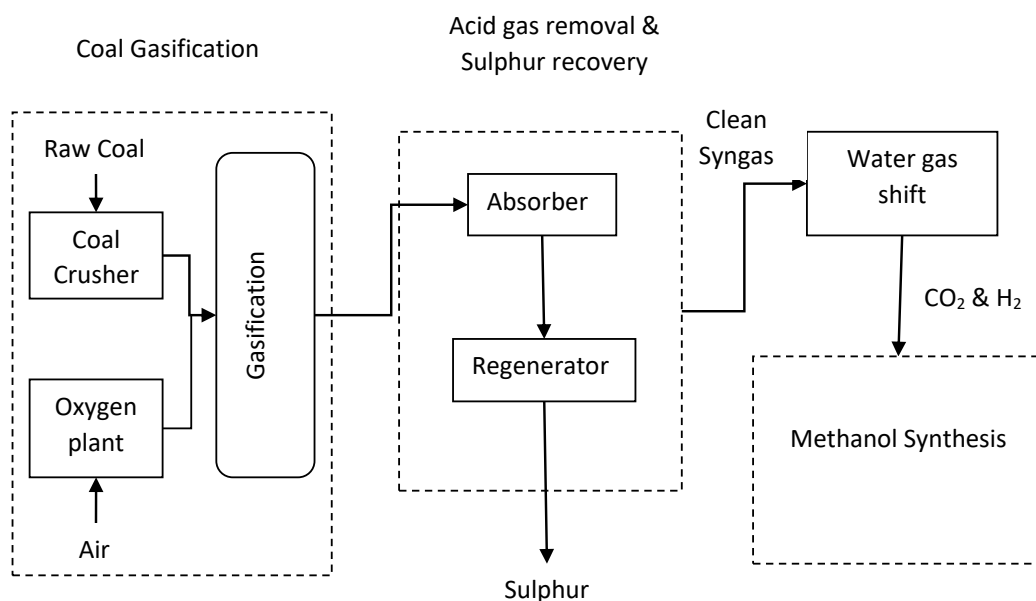 Coal Gasification
Acid gas removal &
Sulphur recovery
Raw Coal
Coal
Crusher
Oxygen
plant
Air
Gasification
Absorber
Regenerator
Sulphur
Clean
Syngas
Water gas
shift
CO₂ & H₂
Methanol Synthesis